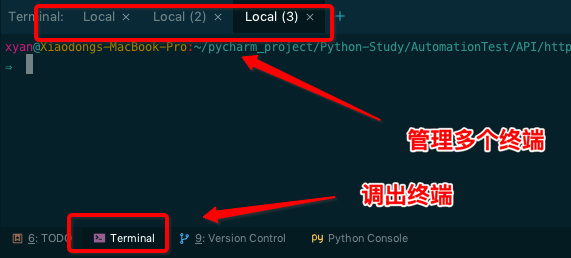 Terminal: Local × Local (2) × Local (3) × +
xyan@Xiaodongs-MacBook-Pro:~/pycharm_project/Python-Study/AutomationTest/API/http
⇒
管理多个终端
调出终端
6: TODO Terminal 9: Version Control Python Console